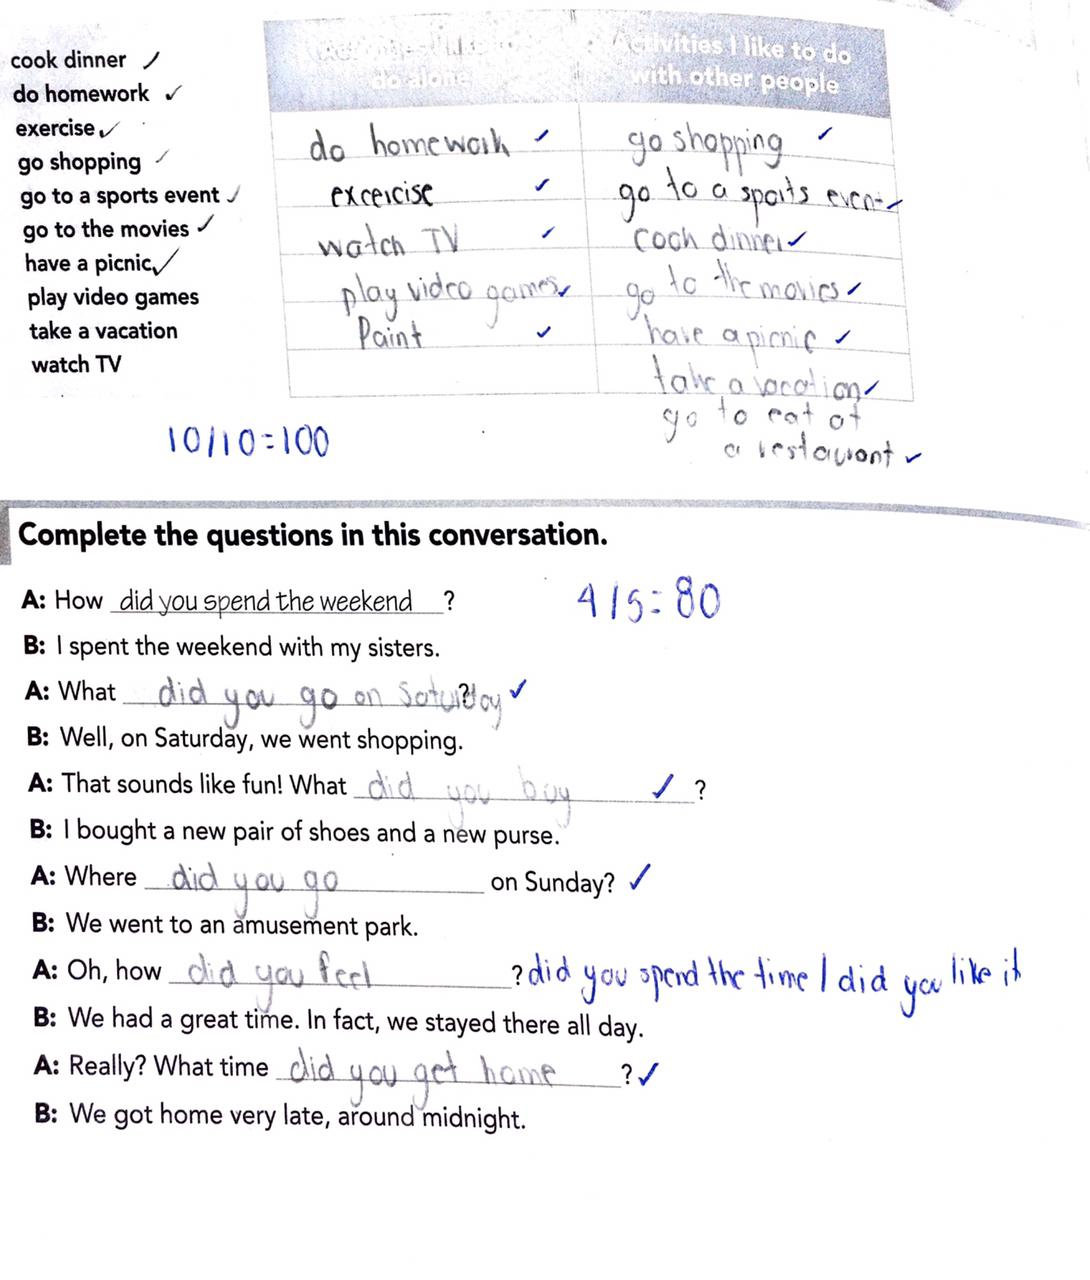 Activities I like to do Activities I like to do
do alone with other people
cook dinner ✓
do homework ✓
exercise ✓
go shopping ✓
go to a sports event ✓
go to the movies ✓
have a picnic ✓
play video games
take a vacation
watch TV
do homework ✓ go shopping ✓
excercise ✓ go to a sports event ✓
watch TV ✓ cook dinner ✓
play video games ✓ go to the movies ✓
Paint ✓ have a picnic ✓
take a vacation ✓
go to eat at
a restaurant ✓
10/10=100
Complete the questions in this conversation.
A: How did you spend the weekend ? 4/5=80
B: I spent the weekend with my sisters.
A: What did you go on Saturday ? ✓
B: Well, on Saturday, we went shopping.
A: That sounds like fun! What did you buy ✓ ?
B: I bought a new pair of shoes and a new purse.
A: Where did you go on Sunday? ✓
B: We went to an amusement park.
A: Oh, how did you feel ? did you spend the time / did you like it
B: We had a great time. In fact, we stayed there all day.
A: Really? What time did you get home ? ✓
B: We got home very late, around midnight.